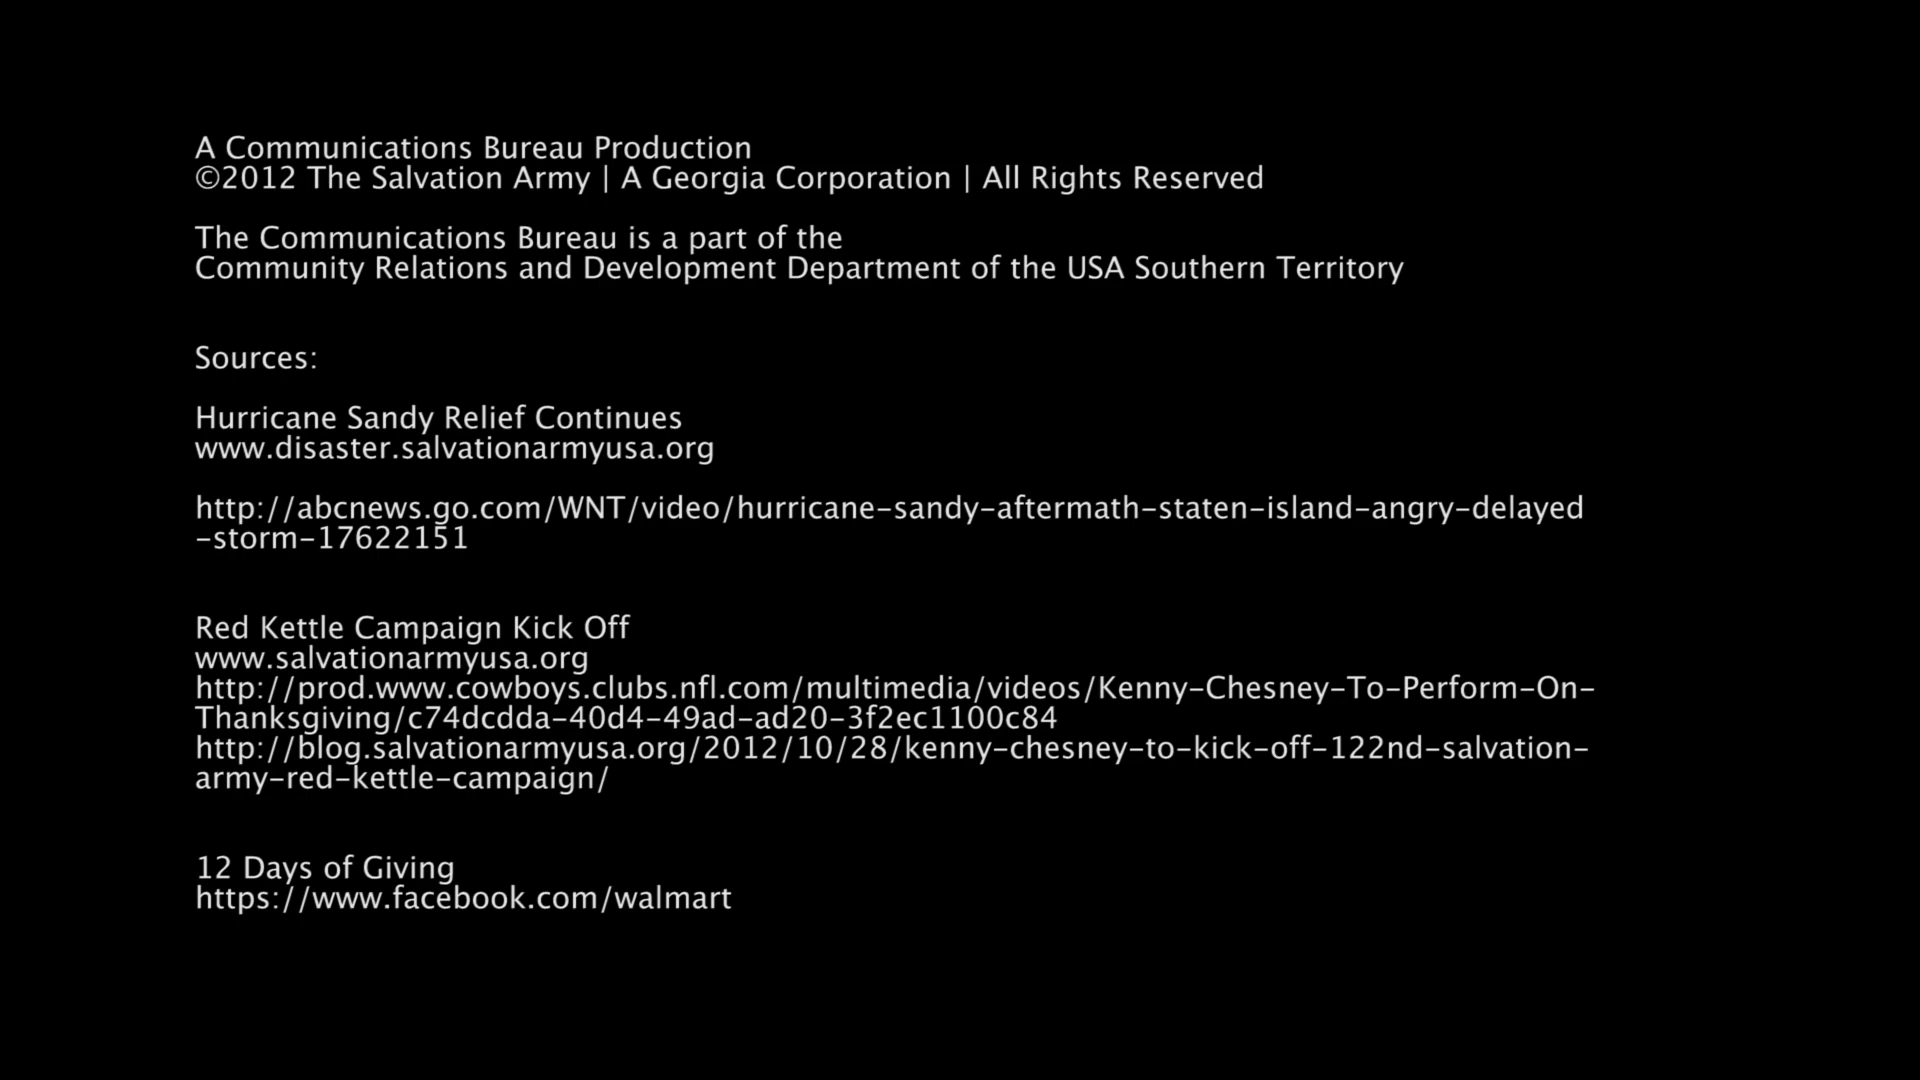 A Communications Bureau Production
©2012 The Salvation Army | A Georgia Corporation | All Rights Reserved
The Communications Bureau is a part of the
Community Relations and Development Department of the USA Southern Territory
Sources:
Hurricane Sandy Relief Continues
www.disaster.salvationarmyusa.org
http://abcnews.go.com/WNT/video/hurricane-sandy-aftermath-staten-island-angry-delayed
-storm-17622151
Red Kettle Campaign Kick Off
www.salvationarmyusa.org
http://prod.www.cowboys.clubs.nfl.com/multimedia/videos/Kenny-Chesney-To-Perform-On-
Thanksgiving/c74dcdda-40d4-49ad-ad20-3f2ec1100c84
http://blog.salvationarmyusa.org/2012/10/28/kenny-chesney-to-kick-off-122nd-salvation-
army-red-kettle-campaign/
12 Days of Giving
https://www.facebook.com/walmart